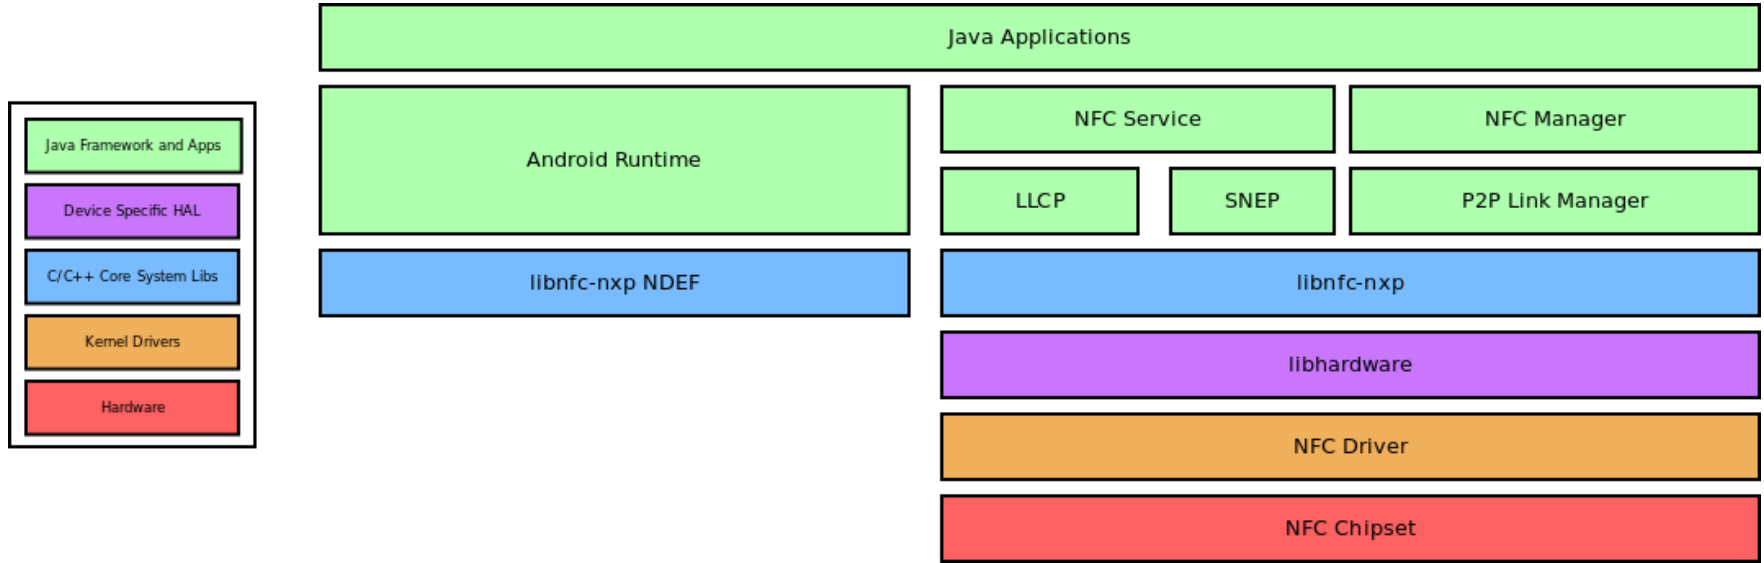 Java Applications
Java Framework and Apps
Device Specific HAL
C/C++ Core System Libs
Kernel Drivers
Hardware
Android Runtime
NFC Service
NFC Manager
LLCP
SNEP
P2P Link Manager
libnfc-nxp NDEF
libnfc-nxp
libhardware
NFC Driver
NFC Chipset